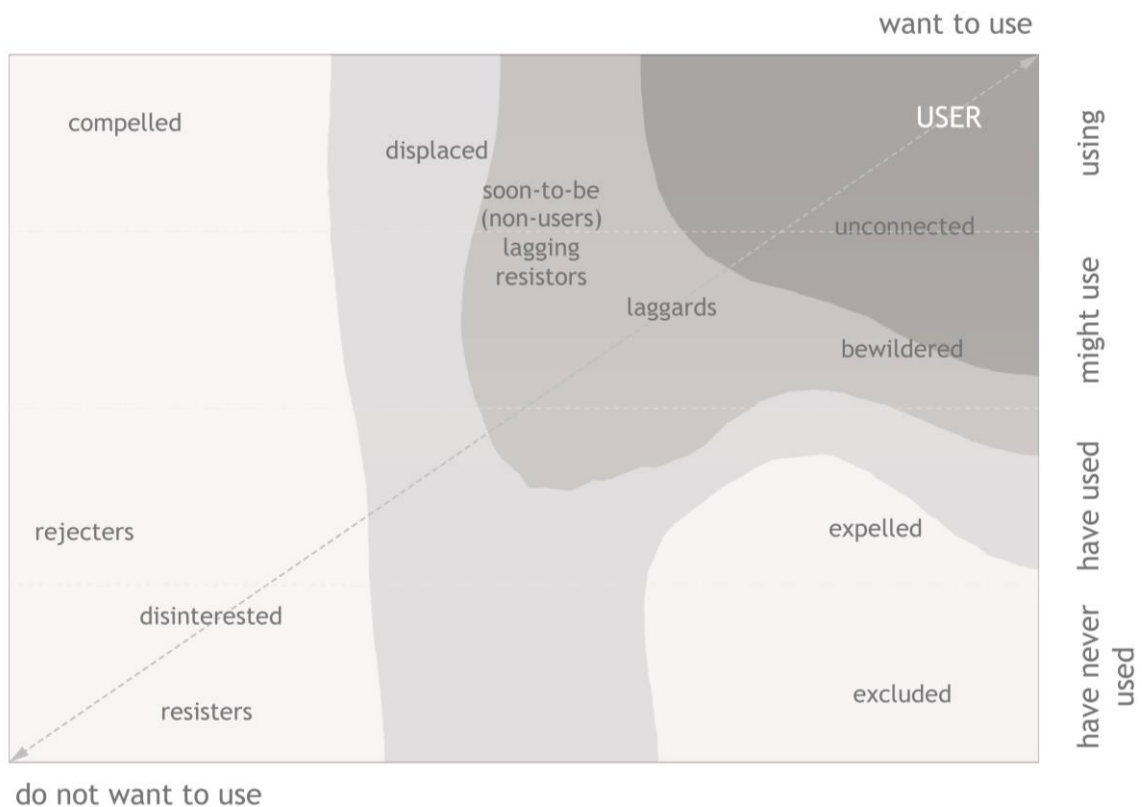 want to use
compelled
USER
using
displaced
soon-to-be
(non-users)
lagging
resistors
unconnected
laggards
might use
bewildered
have used
rejecters
expelled
disinterested
have never
used
resisters
excluded
do not want to use